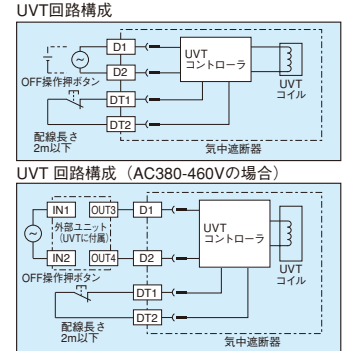 UVT回路構成
D1
D2
UVT
コントローラ
UVT
コイル
OFF操作押ボタン
DT1
DT2
配線長さ
2m以下
気中遮断器
UVT 回路構成（AC380-460Vの場合）
IN1
OUT3
D1
外部ユニット
（UVTに付属）
UVT
コントローラ
IN2
OUT4
D2
UVT
コイル
OFF操作押ボタン
DT1
DT2
配線長さ
2m以下
気中遮断器